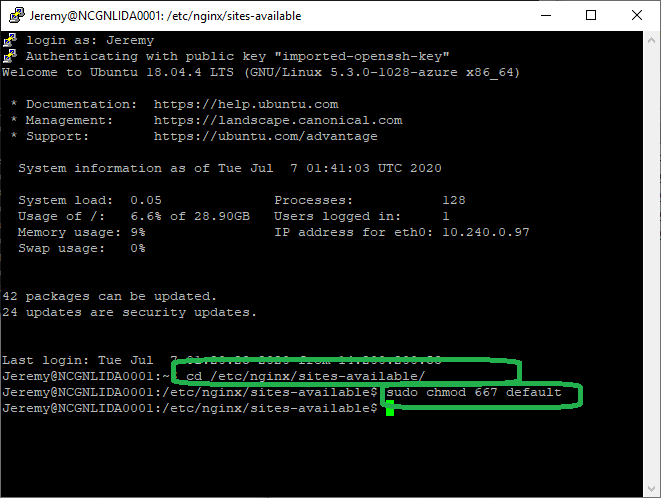 Jeremy@NCGNLIDA0001: /etc/nginx/sites-available
login as: Jeremy
Authenticating with public key "imported-openssh-key"
Welcome to Ubuntu 18.04.4 LTS (GNU/Linux 5.3.0-1028-azure x86_64)
* Documentation:  https://help.ubuntu.com
* Management:     https://landscape.canonical.com
* Support:        https://ubuntu.com/advantage
System information as of Tue Jul  7 01:41:03 UTC 2020
System load:  0.05              Processes:           128
Usage of /:   6.6% of 28.90GB   Users logged in:     1
Memory usage: 9%                IP address for eth0: 10.240.0.97
Swap usage:   0%
42 packages can be updated.
24 updates are security updates.
Last login: Tue Jul  7 2020 from
Jeremy@NCGNLIDA0001:~ cd /etc/nginx/sites-available/
Jeremy@NCGNLIDA0001:/etc/nginx/sites-available$ sudo chmod 667 default
Jeremy@NCGNLIDA0001:/etc/nginx/sites-available$